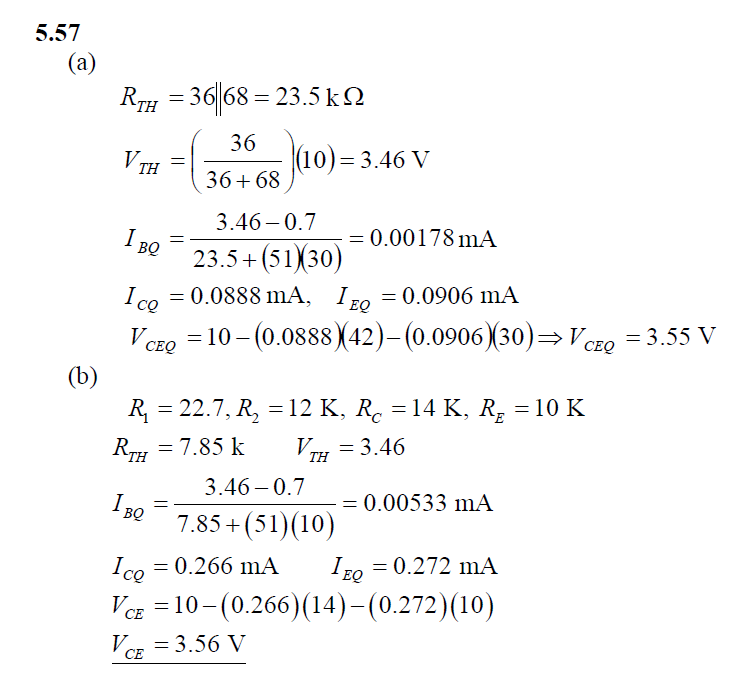 5.57
(a)
R_TH = 36||68 = 23.5 k Ω
V_TH = (36/(36+68))(10) = 3.46 V
I_BQ = (3.46 − 0.7)/(23.5 + (51)(30)) = 0.00178 mA
I_CQ = 0.0888 mA, I_EQ = 0.0906 mA
V_CEQ = 10 − (0.0888)(42) − (0.0906)(30) ⇒ V_CEQ = 3.55 V
(b)
R_1 = 22.7, R_2 = 12 K, R_C = 14 K, R_E = 10 K
R_TH = 7.85 k V_TH = 3.46
I_BQ = (3.46 − 0.7)/(7.85 + (51)(10)) = 0.00533 mA
I_CQ = 0.266 mA I_EQ = 0.272 mA
V_CE = 10 − (0.266)(14) − (0.272)(10)
V_CE = 3.56 V